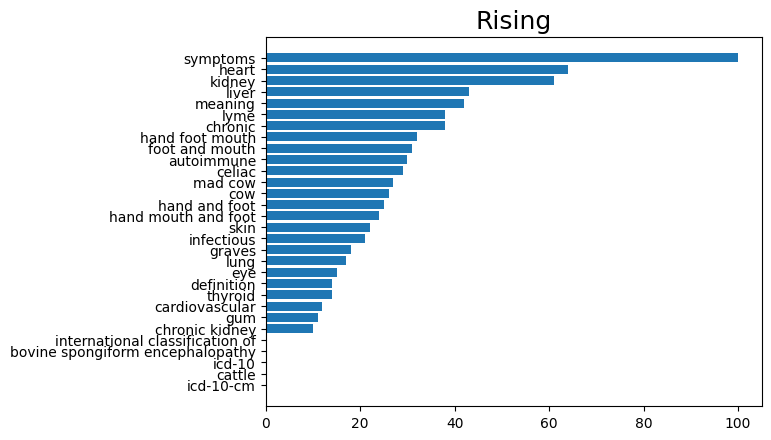 Rising
symptoms
heart
kidney
liver
meaning
lyme
chronic
hand foot mouth
foot and mouth
autoimmune
celiac
mad cow
cow
hand and foot
hand mouth and foot
skin
infectious
graves
lung
eye
definition
thyroid
cardiovascular
gum
chronic kidney
international classification of
bovine spongiform encephalopathy
icd-10
cattle
icd-10-cm
0 20 40 60 80 100